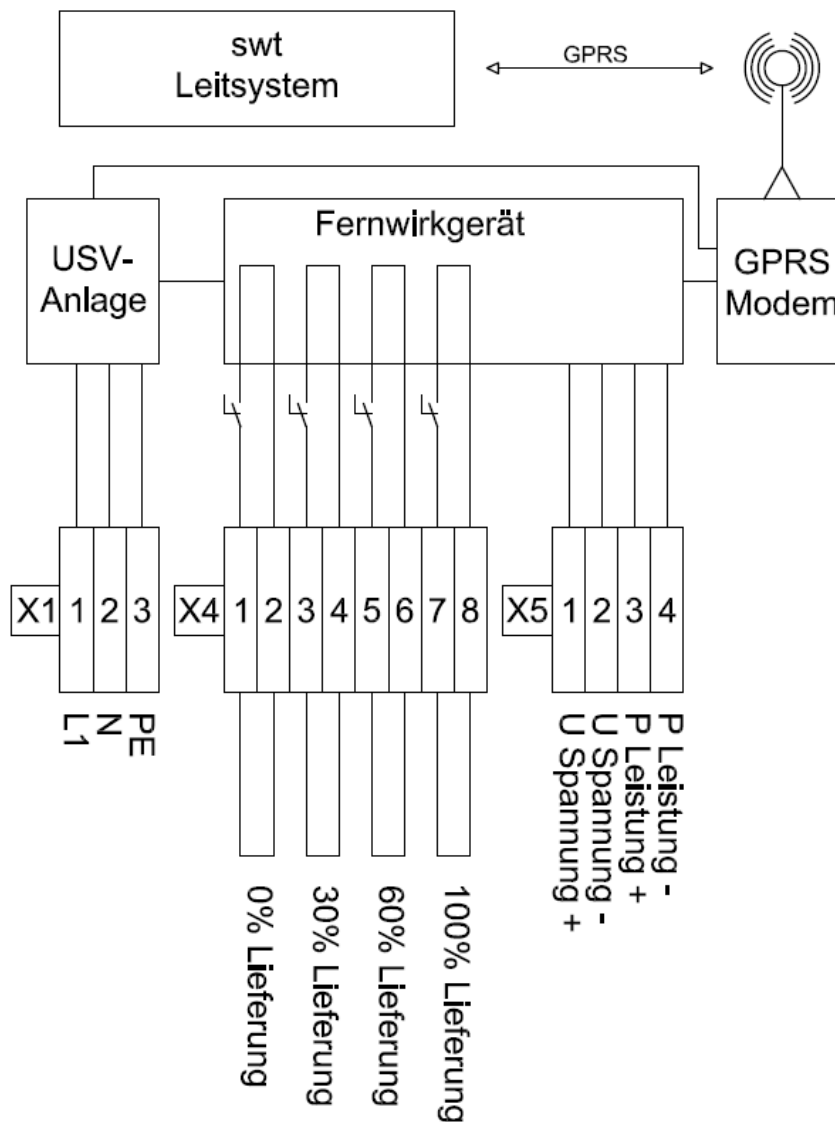 swt
Leitsystem
GPRS
USV-
Anlage
Fernwirkgerät
GPRS
Modem
X1 1 2 3
X4 1 2 3 4 5 6 7 8
X5 1 2 3 4
L1
N
PE
0% Lieferung
30% Lieferung
60% Lieferung
100% Lieferung
U Spannung +
U Spannung -
P Leistung +
P Leistung -